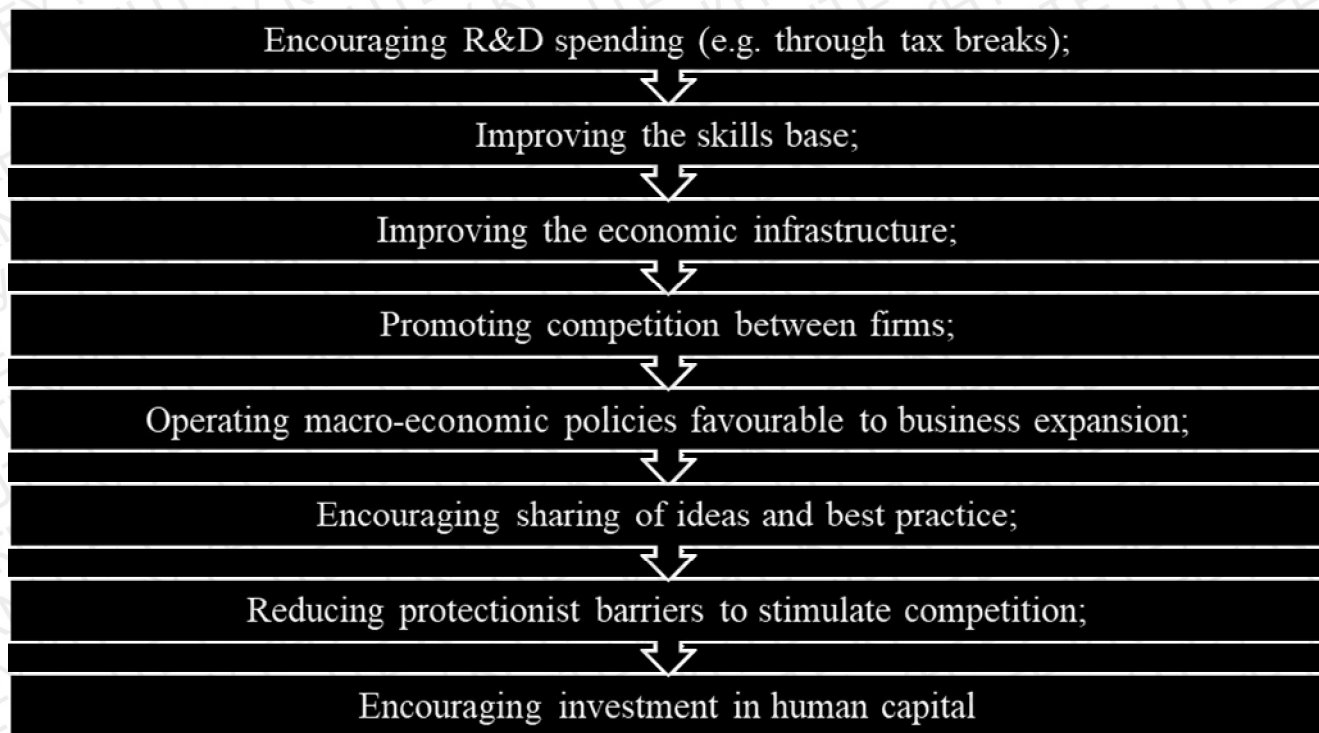 Encouraging R&D spending (e.g. through tax breaks);
Improving the skills base;
Improving the economic infrastructure;
Promoting competition between firms;
Operating macro-economic policies favourable to business expansion;
Encouraging sharing of ideas and best practice;
Reducing protectionist barriers to stimulate competition;
Encouraging investment in human capital